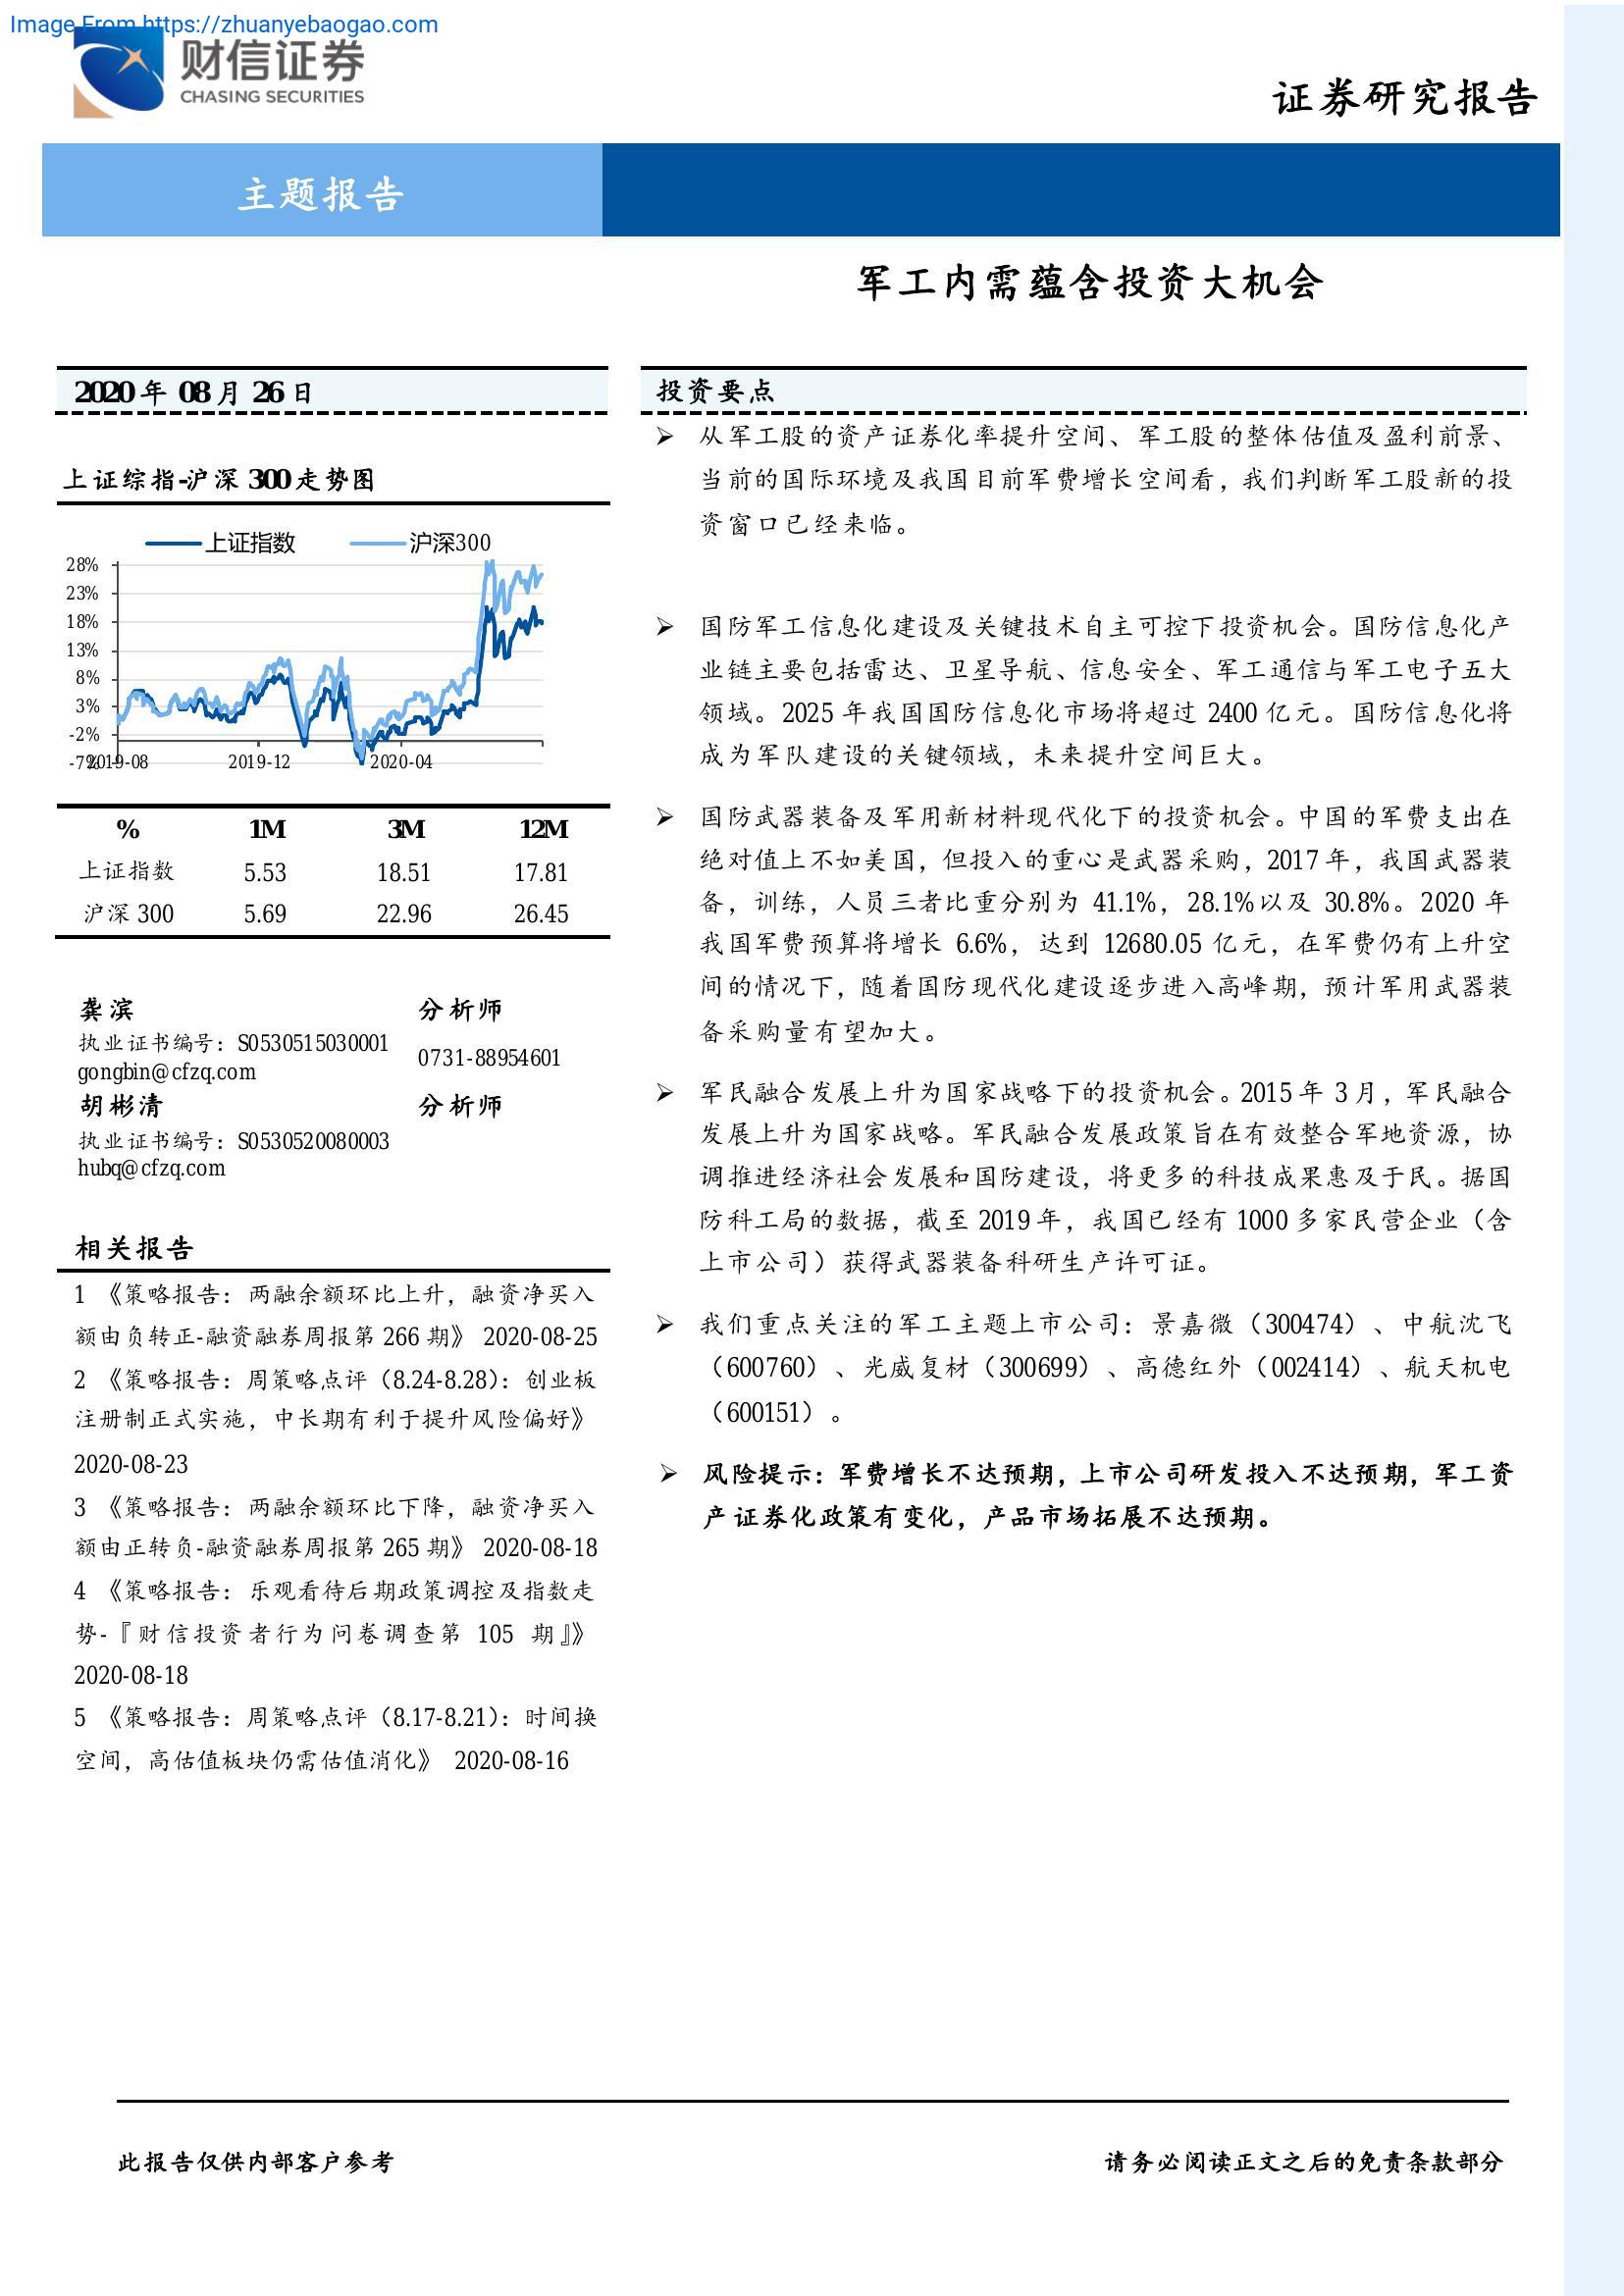 Image From https://zhuanyebaogao.com
财信证券
CHASING SECURITIES
证券研究报告
主题报告
军工内需蕴含投资大机会
2020 年 08 月 26 日
上证综指-沪深 300 走势图
上证指数 沪深300
28%
23%
18%
13%
8%
3%
-2%
-7%
2019-08 2019-12 2020-04
% 1M 3M 12M
上证指数 5.53 18.51 17.81
沪深 300 5.69 22.96 26.45
龚滨 分析师
执业证书编号：S0530515030001
0731-88954601
gongbin@cfzq.com
胡彬清 分析师
执业证书编号：S0530520080003
hubq@cfzq.com
相关报告
1 《策略报告：两融余额环比上升，融资净买入
额由负转正-融资融券周报第 266 期》 2020-08-25
2 《策略报告：周策略点评（8.24-8.28）：创业板
注册制正式实施，中长期有利于提升风险偏好》
2020-08-23
3 《策略报告：两融余额环比下降，融资净买入
额由正转负-融资融券周报第 265 期》 2020-08-18
4 《策略报告：乐观看待后期政策调控及指数走
势-『财信投资者行为问卷调查第 105 期』》
2020-08-18
5 《策略报告：周策略点评（8.17-8.21）：时间换
空间，高估值板块仍需估值消化》 2020-08-16
投资要点
➢ 从军工股的资产证券化率提升空间、军工股的整体估值及盈利前景、
当前的国际环境及我国目前军费增长空间看，我们判断军工股新的投
资窗口已经来临。
➢ 国防军工信息化建设及关键技术自主可控下投资机会。国防信息化产
业链主要包括雷达、卫星导航、信息安全、军工通信与军工电子五大
领域。2025 年我国国防信息化市场将超过 2400 亿元。国防信息化将
成为军队建设的关键领域，未来提升空间巨大。
➢ 国防武器装备及军用新材料现代化下的投资机会。中国的军费支出在
绝对值上不如美国，但投入的重心是武器采购，2017 年，我国武器装
备，训练，人员三者比重分别为 41.1%，28.1%以及 30.8%。2020 年
我国军费预算将增长 6.6%，达到 12680.05 亿元，在军费仍有上升空
间的情况下，随着国防现代化建设逐步进入高峰期，预计军用武器装
备采购量有望加大。
➢ 军民融合发展上升为国家战略下的投资机会。2015 年 3 月，军民融合
发展上升为国家战略。军民融合发展政策旨在有效整合军地资源，协
调推进经济社会发展和国防建设，将更多的科技成果惠及于民。据国
防科工局的数据，截至 2019 年，我国已经有 1000 多家民营企业（含
上市公司）获得武器装备科研生产许可证。
➢ 我们重点关注的军工主题上市公司：景嘉微（300474）、中航沈飞
（600760）、光威复材（300699）、高德红外（002414）、航天机电
（600151）。
➢ 风险提示：军费增长不达预期，上市公司研发投入不达预期，军工资
产证券化政策有变化，产品市场拓展不达预期。
此报告仅供内部客户参考
请务必阅读正文之后的免责条款部分